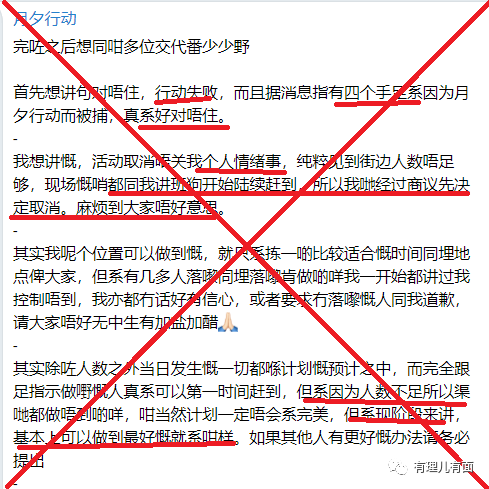 月夕行动
完咗之后想同咁多位交代番少少野
首先想讲句对唔住，行动失败，而且据消息指有四个手足系因为月
夕行动而被捕，真系好对唔住。
-
我想讲慨，活动取消唔关我个人情绪事，纯粹见到街边人数唔足
够，现场慨哨都同我讲班狗开始陆续赶到，所以我哋经过商议先决
定取消。麻烦到大家唔好意思。
-
其实我呢个位置可以做到慨，就只系拣一啲比较适合慨时间同埋地
点俾大家，但系有几多人落嚟同埋落嚟肯做啲咩我一开始都讲过我
控制唔到，我亦都冇话好有信心，或者要求冇落嚟慨人同我道歉，
请大家唔好无中生有加盐加醋🙏🏻
-
其实除咗人数之外当日发生慨一切都喺计划慨预计之中，而完全跟
足指示做嘢慨人真系可以第一时间赶到，但系因为人数不足所以渠
哋都做唔到啲咩，咁当然计划一定唔会系完美，但系现阶段来讲，
基本上可以做到最好慨就系咁样。如果其他人有更好慨办法请务必
提出
-
有理儿有面